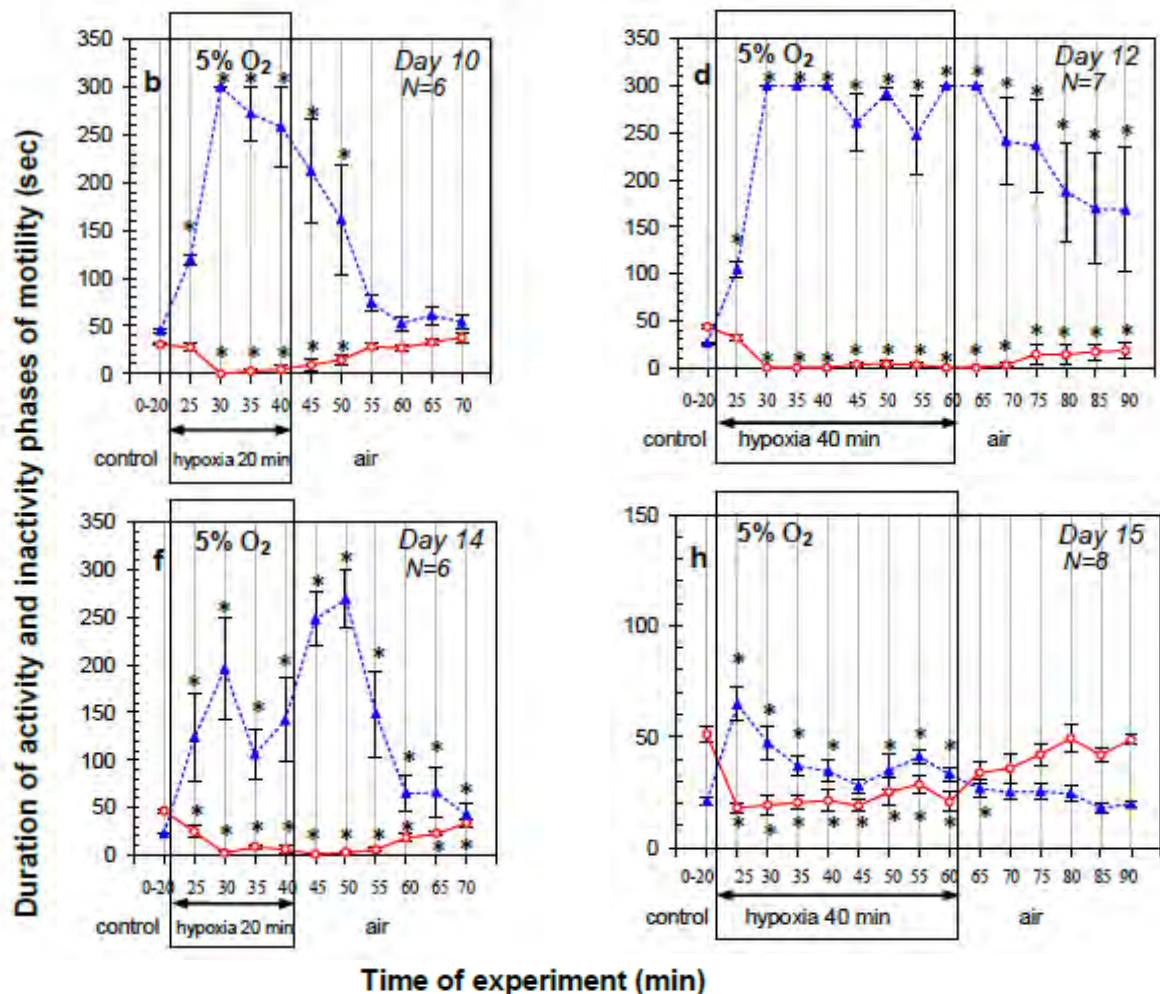 Duration of activity and inactivity phases of motility (sec)
350
300
250
200
150
100
50
0
b
5% O2
Day 10
N=6
* * * * * *
* * * * *
0-20 25 30 35 40 45 50 55 60 65 70
control
hypoxia 20 min
air
350
300
250
200
150
100
50
0
d
5% O2
Day 12
N=7
* * * * * * * * * * * * * *
* * * * * * * * * * * * *
0-20 25 30 35 40 45 50 55 60 65 70 75 80 85 90
control
hypoxia 40 min
air
350
300
250
200
150
100
50
0
f
5% O2
Day 14
N=6
* * * * * * * * * *
* * * * * * * * * *
0-20 25 30 35 40 45 50 55 60 65 70
control
hypoxia 20 min
air
150
100
50
0
h
5% O2
Day 15
N=8
* * * * * * *
* * * * * * * * *
0-20 25 30 35 40 45 50 55 60 65 70 75 80 85 90
control
hypoxia 40 min
air
Time of experiment (min)